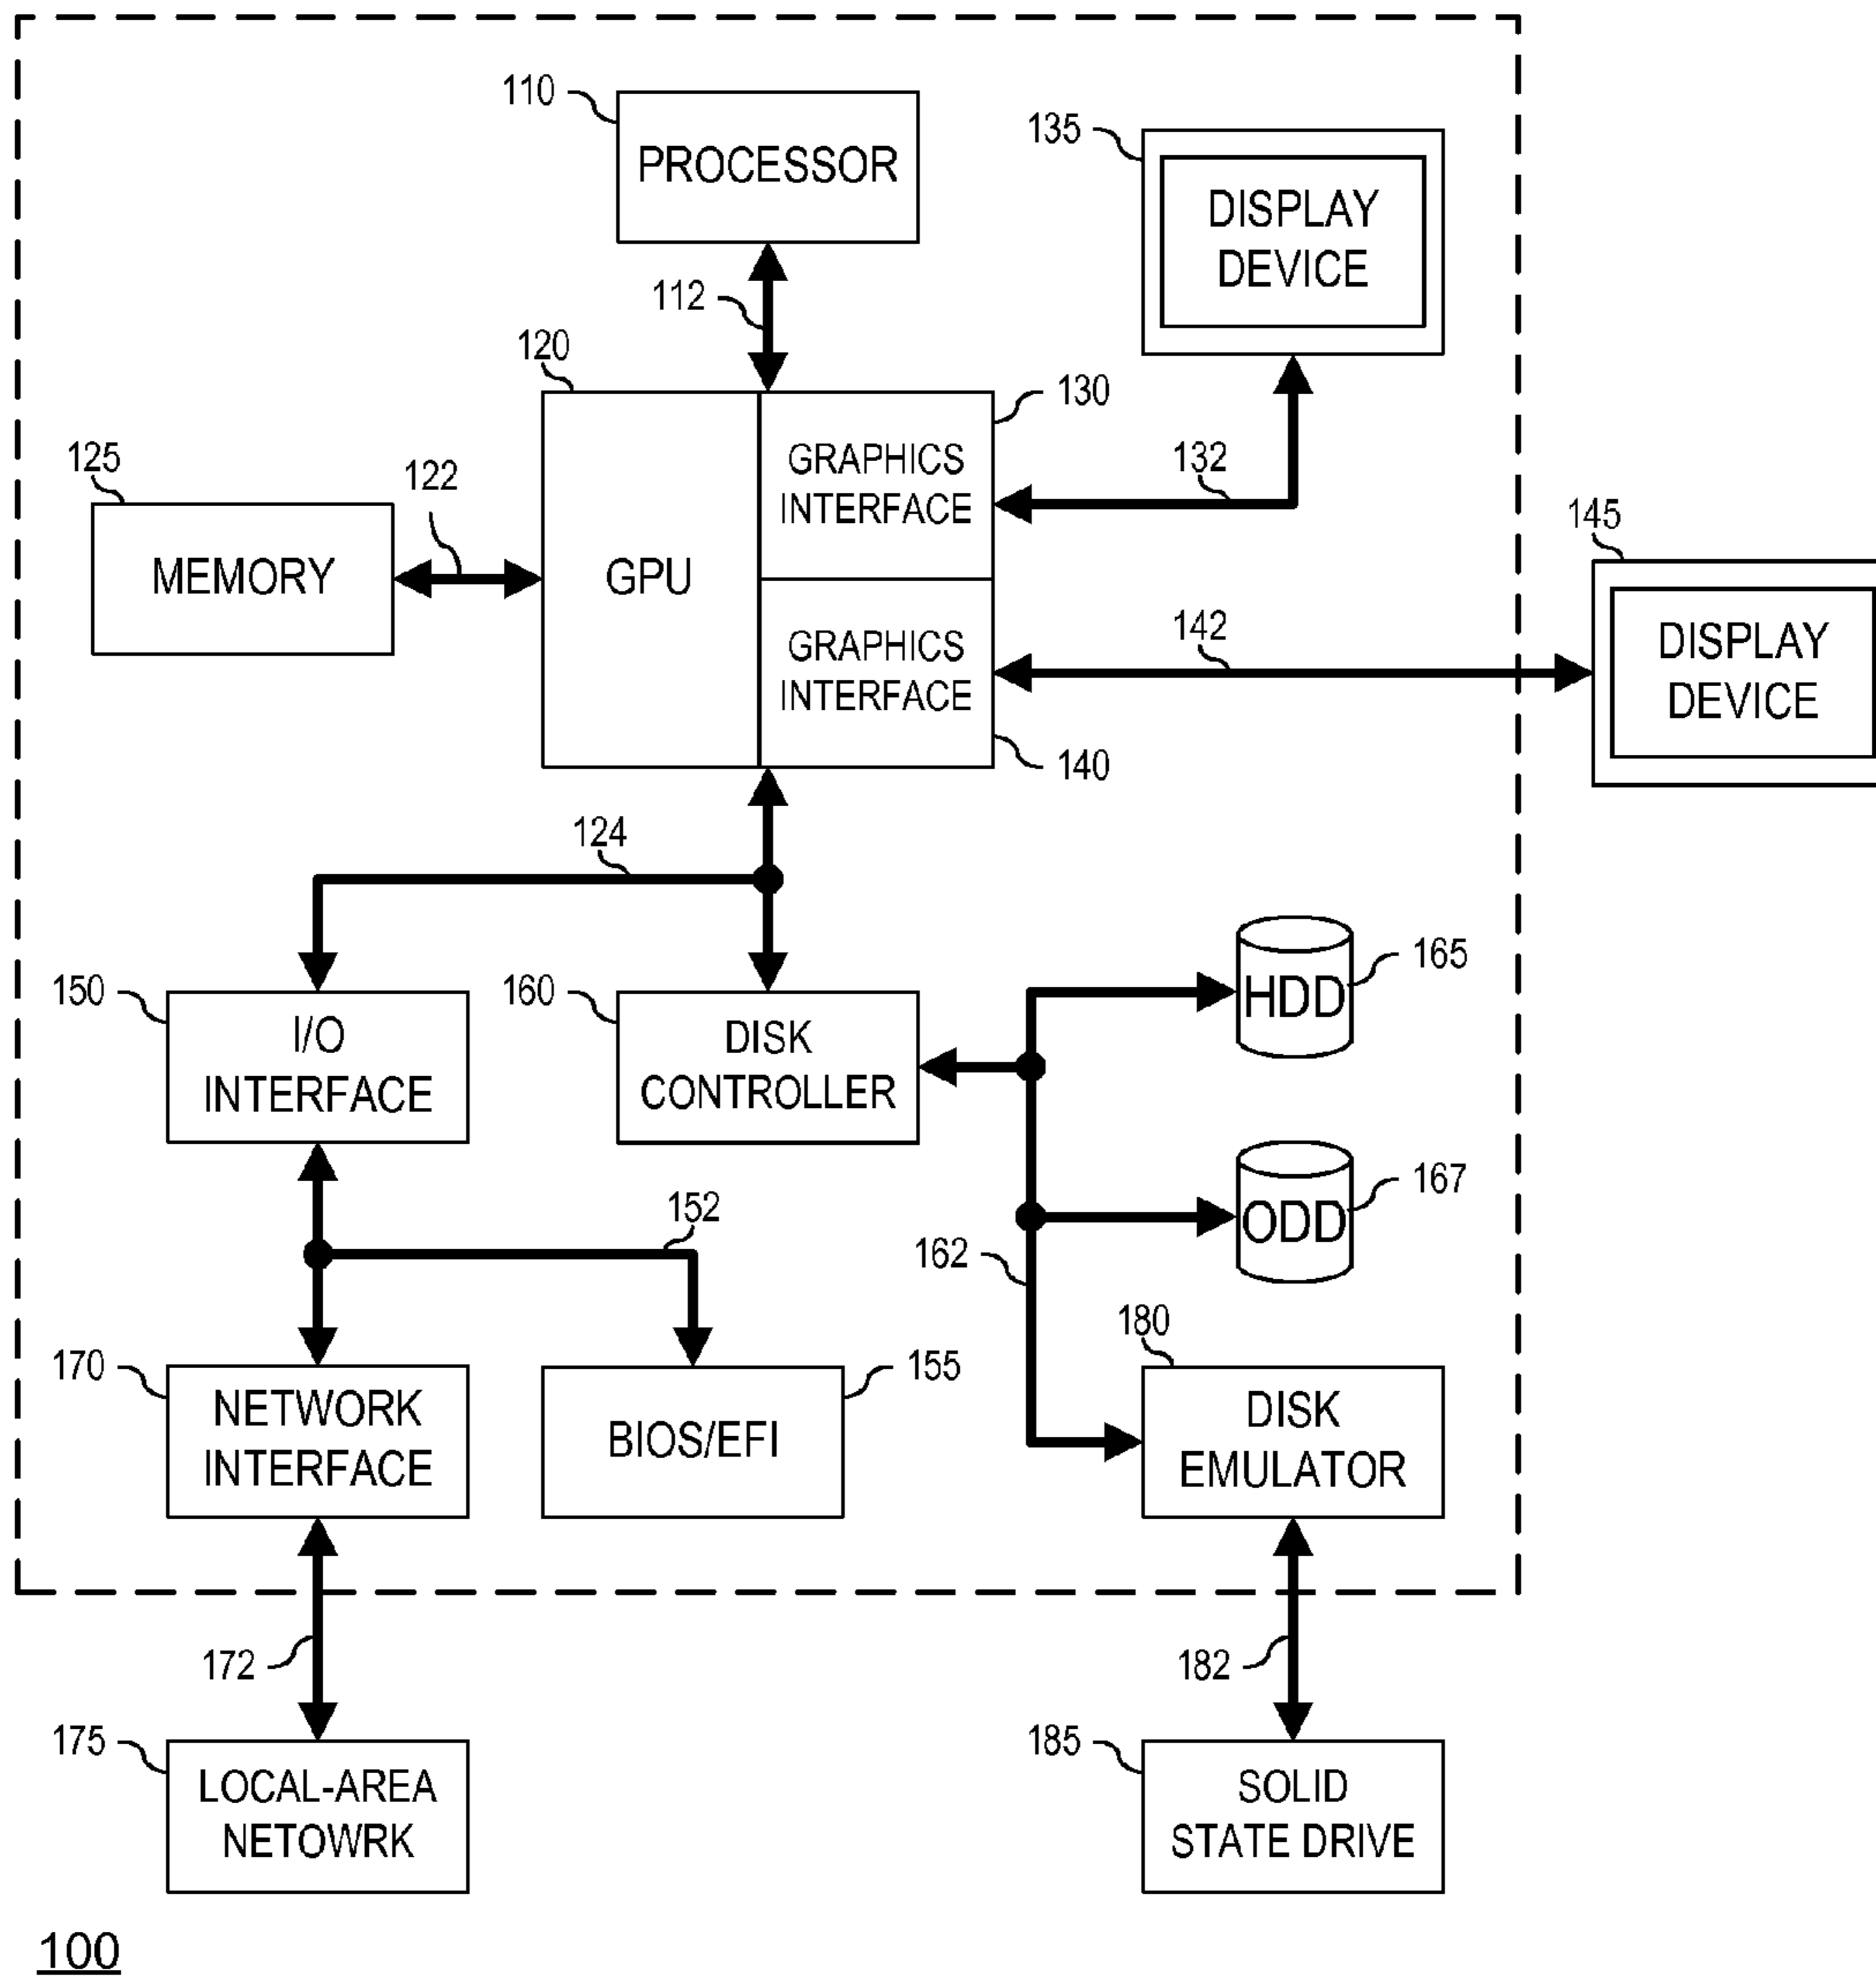 110
PROCESSOR
135
DISPLAY
DEVICE
112
120
130
GRAPHICS
INTERFACE
132
125
122
MEMORY
GPU
145
DISPLAY
DEVICE
142
GRAPHICS
INTERFACE
140
124
150
I/O
INTERFACE
160
DISK
CONTROLLER
HDD
165
ODD
167
152
162
170
NETWORK
INTERFACE
BIOS/EFI
155
180
DISK
EMULATOR
172
182
175
LOCAL-AREA
NETOWRK
185
SOLID
STATE DRIVE
100